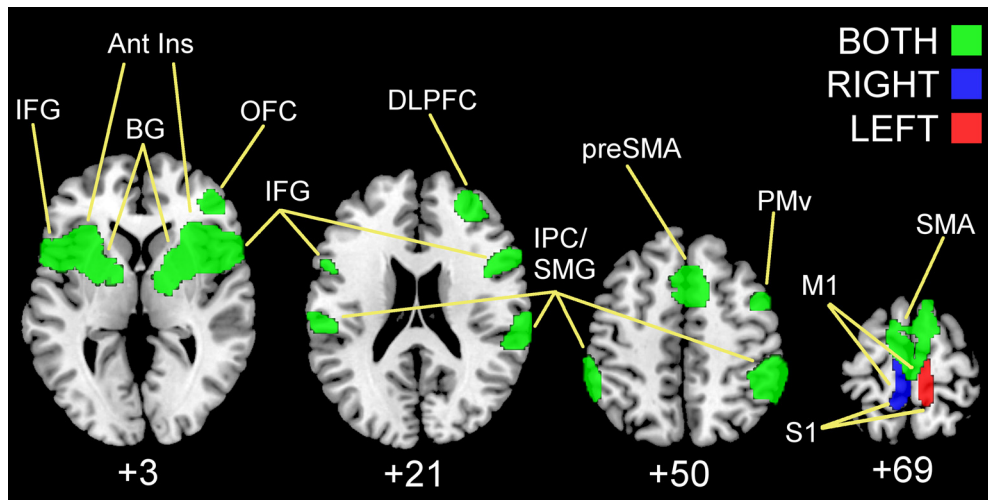 BOTH
RIGHT
LEFT
Ant Ins
IFG
BG
OFC
IFG
DLPFC
IPC/
SMG
preSMA
PMv
SMA
M1
S1
+3
+21
+50
+69